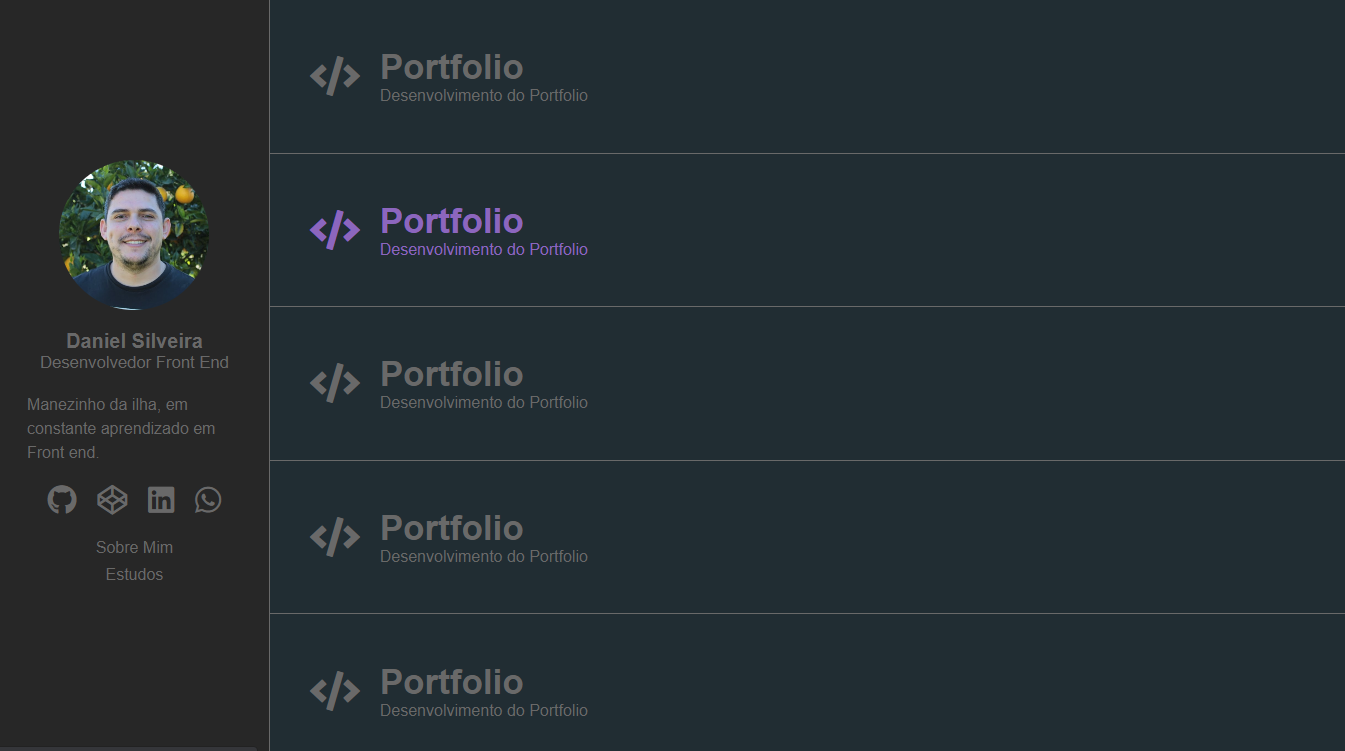 Daniel Silveira
Desenvolvedor Front End
Manezinho da ilha, em
constante aprendizado em
Front end.
Sobre Mim
Estudos
Portfolio
Desenvolvimento do Portfolio
Portfolio
Desenvolvimento do Portfolio
Portfolio
Desenvolvimento do Portfolio
Portfolio
Desenvolvimento do Portfolio
Portfolio
Desenvolvimento do Portfolio